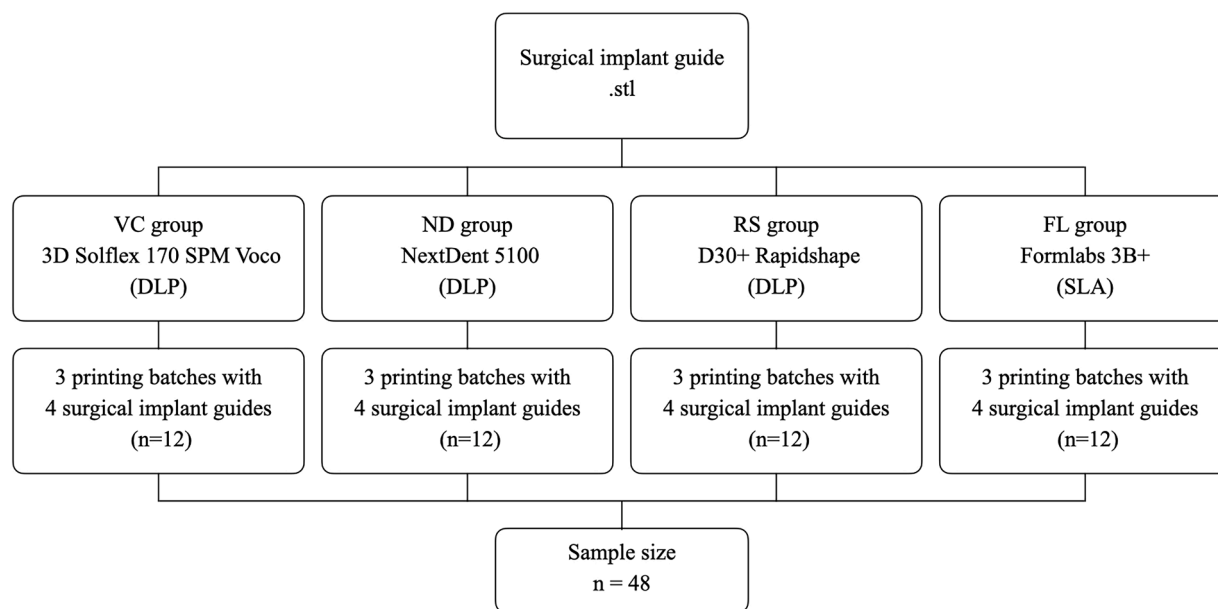 Surgical implant guide
.stl
VC group
3D Solflex 170 SPM Voco
(DLP)
ND group
NextDent 5100
(DLP)
RS group
D30+ Rapidshape
(DLP)
FL group
Formlabs 3B+
(SLA)
3 printing batches with
4 surgical implant guides
(n=12)
3 printing batches with
4 surgical implant guides
(n=12)
3 printing batches with
4 surgical implant guides
(n=12)
3 printing batches with
4 surgical implant guides
(n=12)
Sample size
n = 48